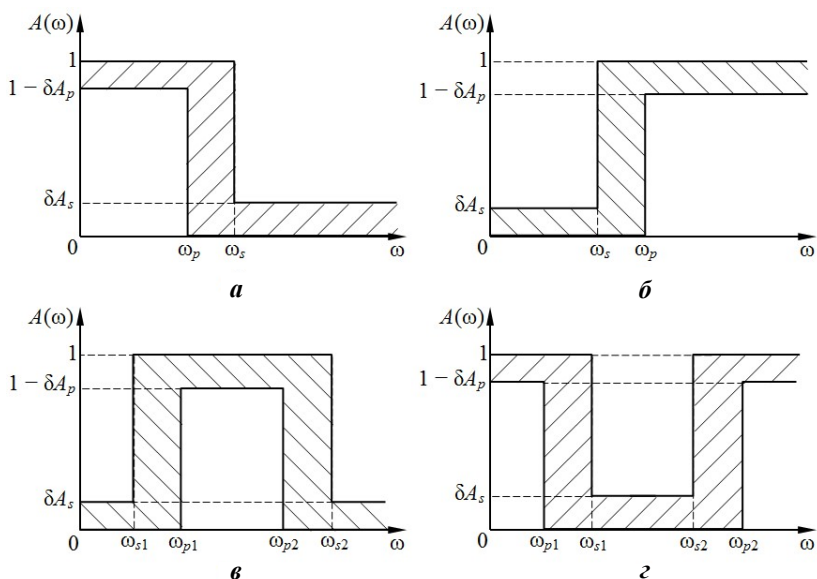 A(ω)
1
1 − δA_p
δA_s
0
ω_p
ω_s
ω
а
A(ω)
1
1 − δA_p
δA_s
0
ω_s
ω_p
ω
б
A(ω)
1
1 − δA_p
δA_s
0
ω_s1
ω_p1
ω_p2
ω_s2
ω
в
A(ω)
1
1 − δA_p
δA_s
0
ω_p1
ω_s1
ω_s2
ω_p2
ω
г